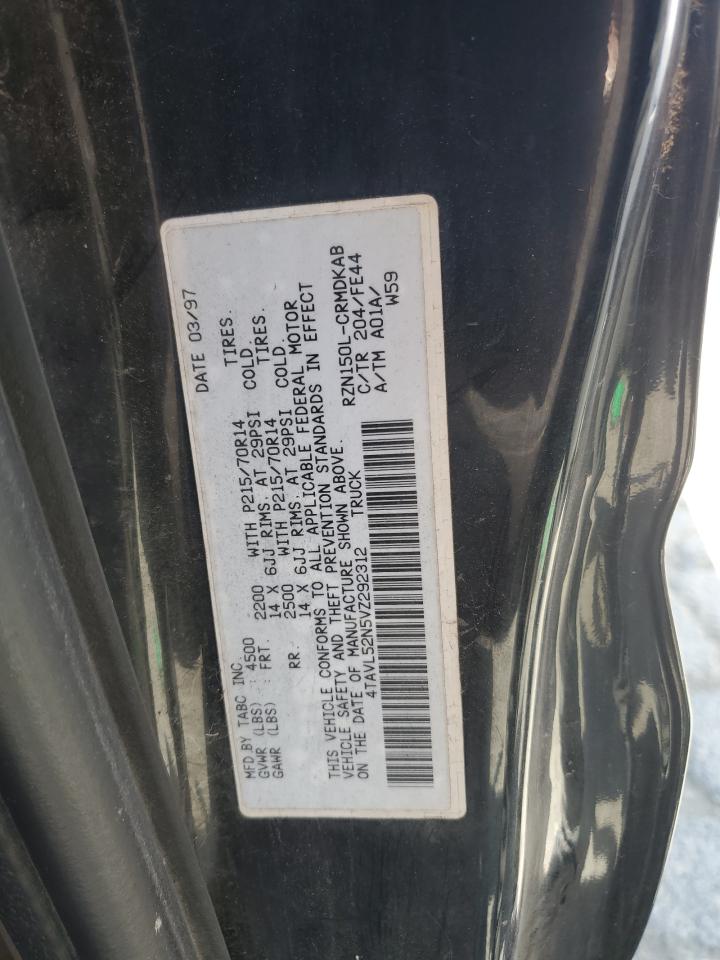 DATE 03/97
MFD BY TABC INC.
GVWR (LBS) : 4500 WITH P215/70R14 TIRES.
GAWR (LBS) : FRT. 2200 14 X 6JJ RIMS. AT 29PSI COLD.
RR. 2500 WITH P215/70R14 TIRES.
14 X 6JJ RIMS. AT 29PSI COLD.
THIS VEHICLE CONFORMS TO ALL APPLICABLE FEDERAL MOTOR
VEHICLE SAFETY AND THEFT PREVENTION STANDARDS IN EFFECT
ON THE DATE OF MANUFACTURE SHOWN ABOVE.
4TAVL52N5VZ292312 TRUCK
RZN150L-CRMDKAB
C/TR 204/FE44
A/TM A01A/
W59